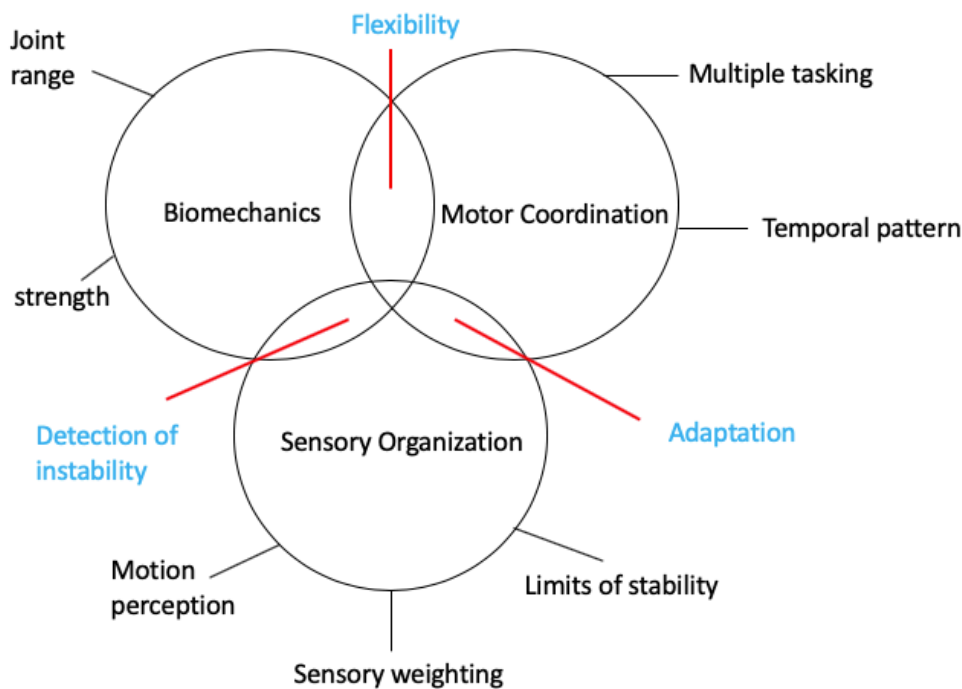 Flexibility
Joint
range
Multiple tasking
Biomechanics
Motor Coordination
Temporal pattern
strength
Detection of
instability
Sensory Organization
Adaptation
Motion
perception
Limits of stability
Sensory weighting